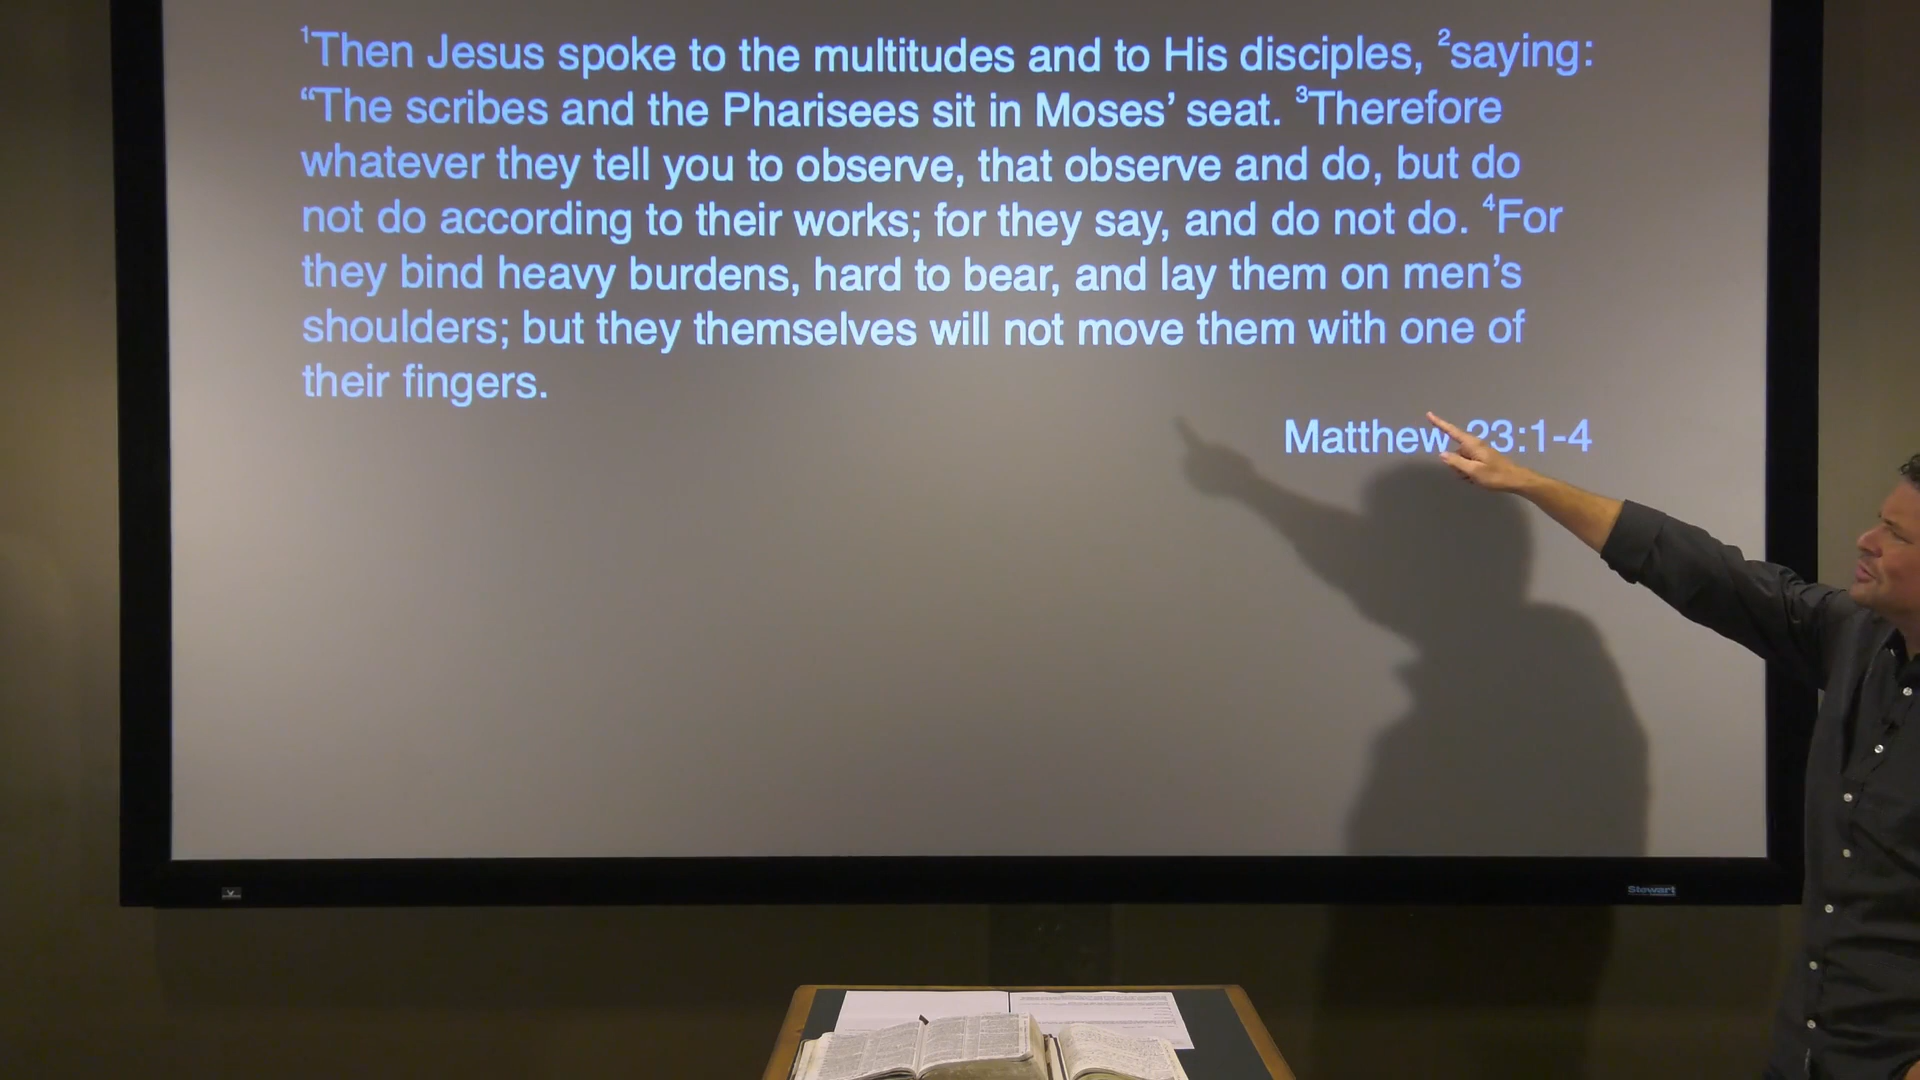 ¹Then Jesus spoke to the multitudes and to His disciples, ²saying:
“The scribes and the Pharisees sit in Moses’ seat. ³Therefore
whatever they tell you to observe, that observe and do, but do
not do according to their works; for they say, and do not do. ⁴For
they bind heavy burdens, hard to bear, and lay them on men’s
shoulders; but they themselves will not move them with one of
their fingers.
Matthew 23:1-4
Stewart